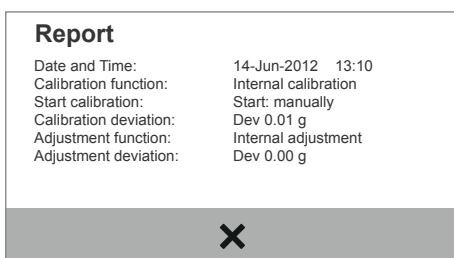 Report
Date and Time: 14-Jun-2012 13:10
Calibration function: Internal calibration
Start calibration: Start: manually
Calibration deviation: Dev 0.01 g
Adjustment function: Internal adjustment
Adjustment deviation: Dev 0.00 g